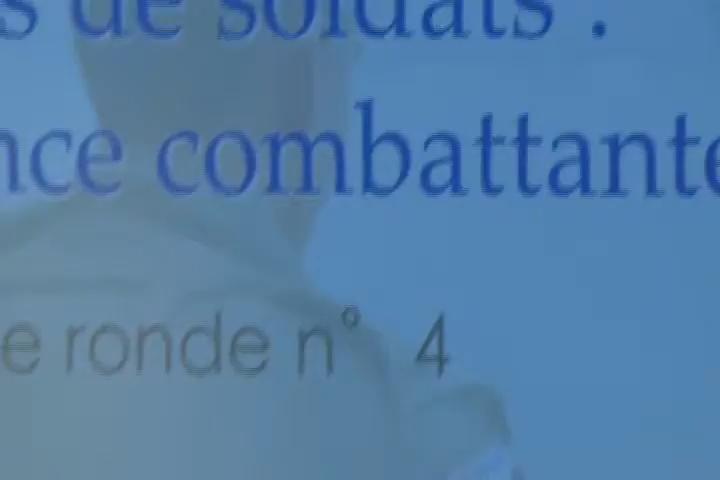 s de soldats .
nce combattante
e ronde n° 4